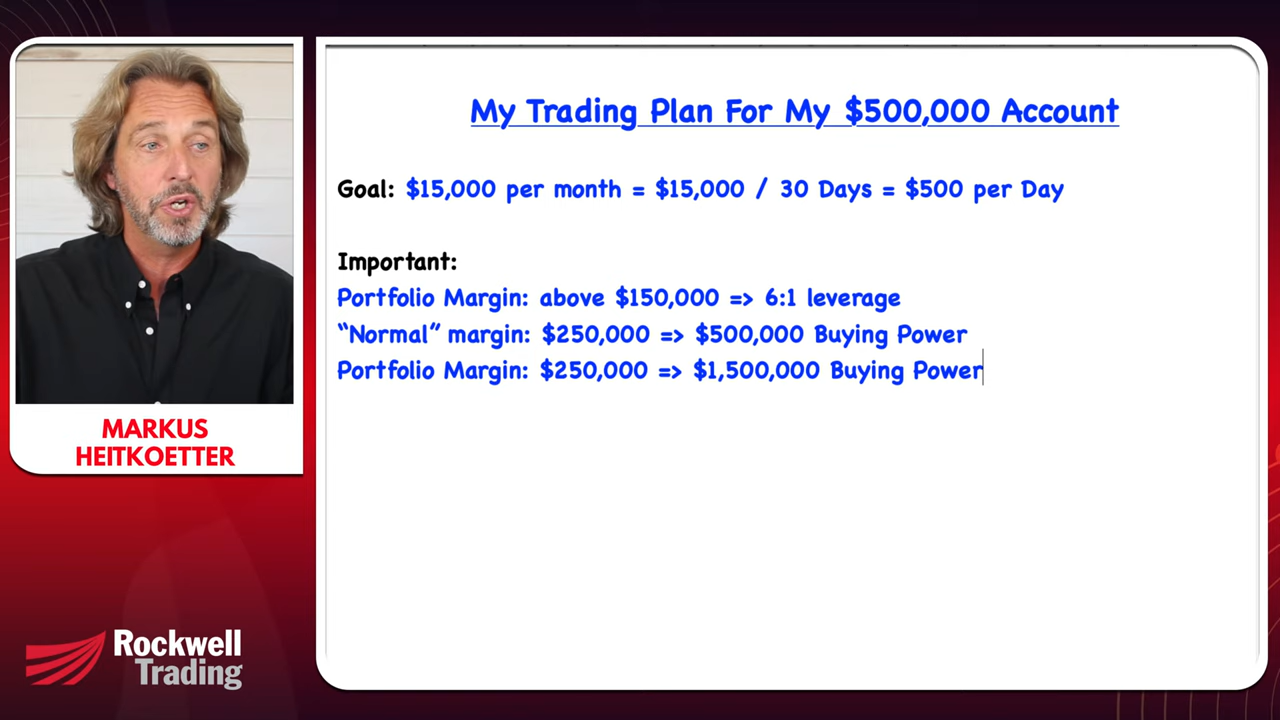 My Trading Plan For My $500,000 Account
Goal: $15,000 per month = $15,000 / 30 Days = $500 per Day
Important:
Portfolio Margin: above $150,000 => 6:1 leverage
“Normal” margin: $250,000 => $500,000 Buying Power
Portfolio Margin: $250,000 => $1,500,000 Buying Power
MARKUS
HEITKOETTER
Rockwell
Trading